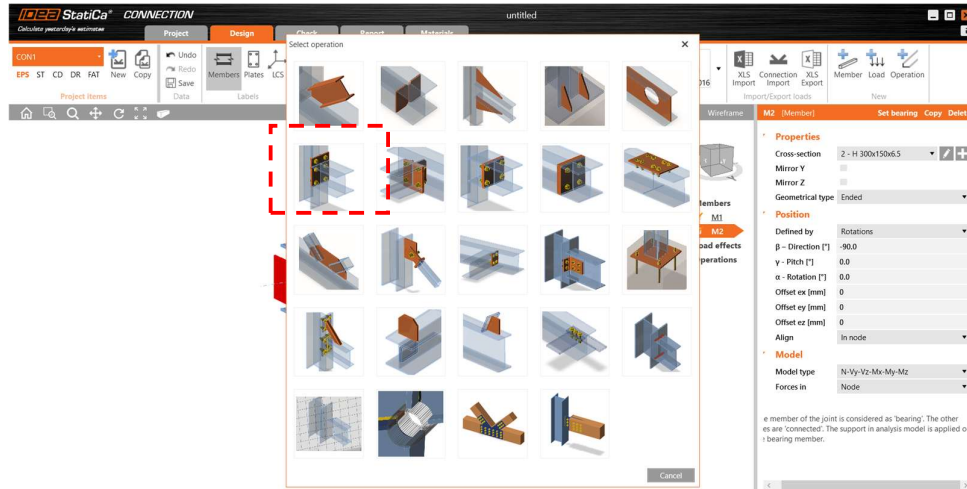 IDEA StatiCa® CONNECTION
untitled
Calculate yesterday's estimates
Project
Design
Check
Report
Materials
CON1
EPS ST CD DR FAT
New
Copy
Undo
Redo
Save
Members
Plates
LCS
XLS Import
Connection Import
XLS Export
Member
Load
Operation
Project items
Data
Labels
Import/Export loads
New
Select operation
Cancel
Wireframe
M1
M2
M2 [Member]
Set bearing Copy Delet
Properties
Cross-section 2 - H 300x150x6.5
Mirror Y
Mirror Z
Geometrical type Ended
Position
Defined by Rotations
β – Direction [°] -90.0
γ - Pitch [°] 0.0
α - Rotation [°] 0.0
Offset ex [mm] 0
Offset ey [mm] 0
Offset ez [mm] 0
Align In node
Model
Model type N-Vy-Vz-Mx-My-Mz
Forces in Node
e member of the joint is considered as 'bearing'. The other
es are 'connected'. The support in analysis model is applied o
bearing member.